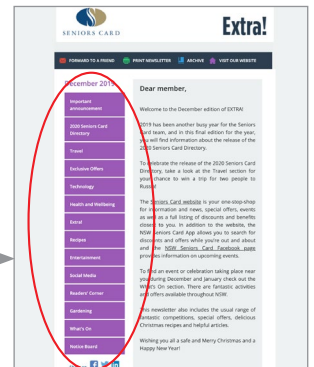 SENIORS CARD
Extra!
FORWARD TO A FRIEND
PRINT NEWSLETTER
ARCHIVE
VISIT OUR WEBSITE
December 2019
Important
announcement
2020 Seniors Card
Directory
Travel
Exclusive Offers
Technology
Health and Wellbeing
Extra!
Recipes
Entertainment
Social Media
Readers' Corner
Gardening
What's On
Notice Board
Dear member,
Welcome to the December edition of EXTRA!
2019 has been another busy year for the Seniors
Card team, and in this final edition for the year,
you will find information about the release of the
2020 Seniors Card Directory.
To celebrate the release of the 2020 Seniors Card
Directory, take a look at the Travel section for
your chance to win a trip for two people to
Russia!
The Seniors Card website is your one-stop-shop
for information and news, special offers, events
as well as a full listing of discounts and benefits
closest to you. In addition to the website, the
NSW Seniors Card App allows you to search for
discounts and offers while you're out and about
and the NSW Seniors Card Facebook page
provides information on upcoming events.
To find an event or celebration taking place near
you during December and January check out the
What's On section. There are fantastic activities
and offers available throughout NSW.
This newsletter also includes the usual range of
fantastic competitions, special offers, delicious
Christmas recipes and helpful articles.
Wishing you all a safe and Merry Christmas and a
Happy New Year!